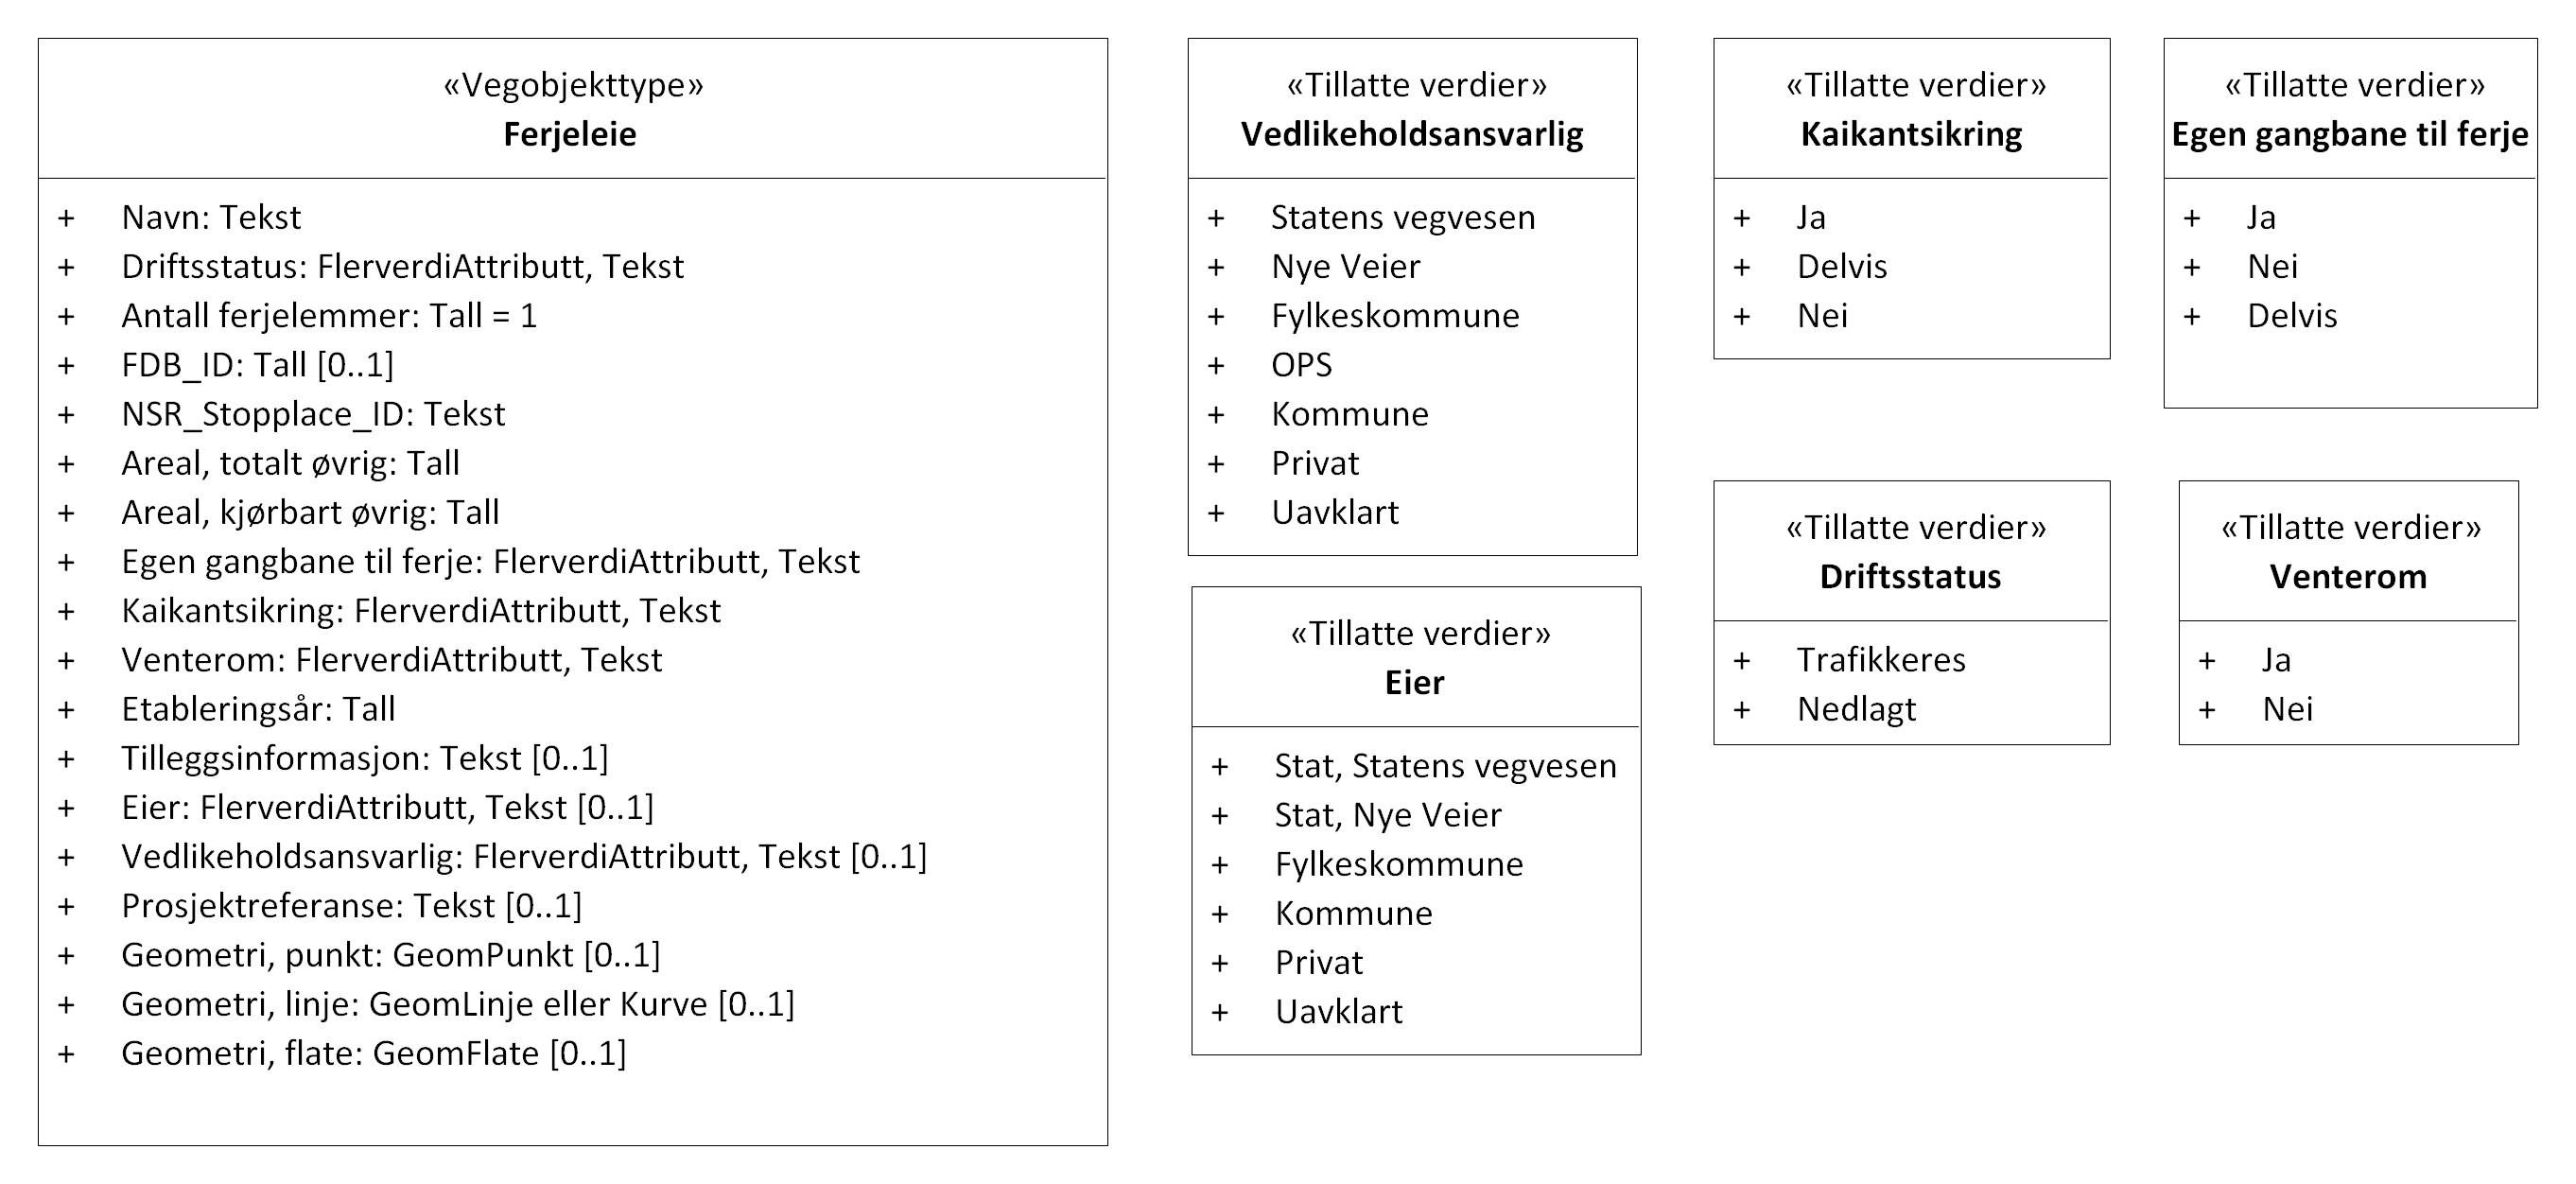 «Vegobjekttype»
Ferjeleie
+ Navn: Tekst
+ Driftsstatus: FlerverdiAttributt, Tekst
+ Antall ferjelemmer: Tall = 1
+ FDB_ID: Tall [0..1]
+ NSR_Stopplace_ID: Tekst
+ Areal, totalt øvrig: Tall
+ Areal, kjørbart øvrig: Tall
+ Egen gangbane til ferje: FlerverdiAttributt, Tekst
+ Kaikantsikring: FlerverdiAttributt, Tekst
+ Venterom: FlerverdiAttributt, Tekst
+ Etableringsår: Tall
+ Tilleggsinformasjon: Tekst [0..1]
+ Eier: FlerverdiAttributt, Tekst [0..1]
+ Vedlikeholdsansvarlig: FlerverdiAttributt, Tekst [0..1]
+ Prosjektreferanse: Tekst [0..1]
+ Geometri, punkt: GeomPunkt [0..1]
+ Geometri, linje: GeomLinje eller Kurve [0..1]
+ Geometri, flate: GeomFlate [0..1]
«Tillatte verdier»
Vedlikeholdsansvarlig
+ Statens vegvesen
+ Nye Veier
+ Fylkeskommune
+ OPS
+ Kommune
+ Privat
+ Uavklart
«Tillatte verdier»
Eier
+ Stat, Statens vegvesen
+ Stat, Nye Veier
+ Fylkeskommune
+ Kommune
+ Privat
+ Uavklart
«Tillatte verdier»
Kaikantsikring
+ Ja
+ Delvis
+ Nei
«Tillatte verdier»
Driftsstatus
+ Trafikkeres
+ Nedlagt
«Tillatte verdier»
Egen gangbane til ferje
+ Ja
+ Nei
+ Delvis
«Tillatte verdier»
Venterom
+ Ja
+ Nei